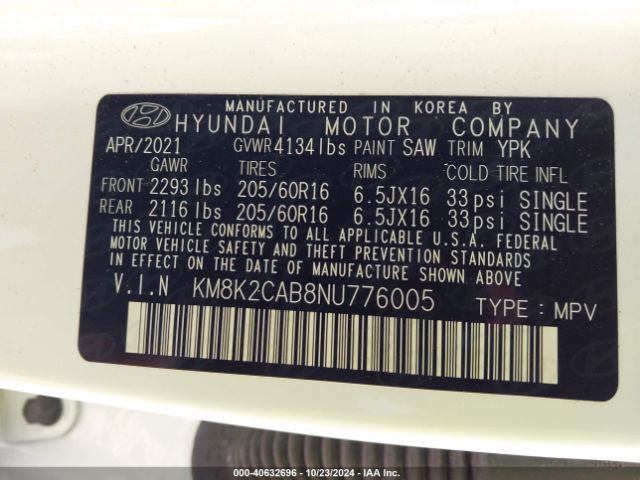 MANUFACTURED IN KOREA BY
HYUNDAI MOTOR COMPANY
APR/2021 GVWR 4134 lbs PAINT SAW TRIM YPK
GAWR TIRES RIMS COLD TIRE INFL
FRONT 2293 lbs 205/60R16 6.5JX16 33 psi SINGLE
REAR 2116 lbs 205/60R16 6.5JX16 33 psi SINGLE
THIS VEHICLE CONFORMS TO ALL APPLICABLE U.S.A. FEDERAL
MOTOR VEHICLE SAFETY AND THEFT PREVENTION STANDARDS
IN EFFECT ON THE DATE OF MANUFACTURE SHOWN ABOVE.
V.I.N KM8K2CAB8NU776005 TYPE : MPV
000-40632696 - 10/23/2024 - IAA Inc.